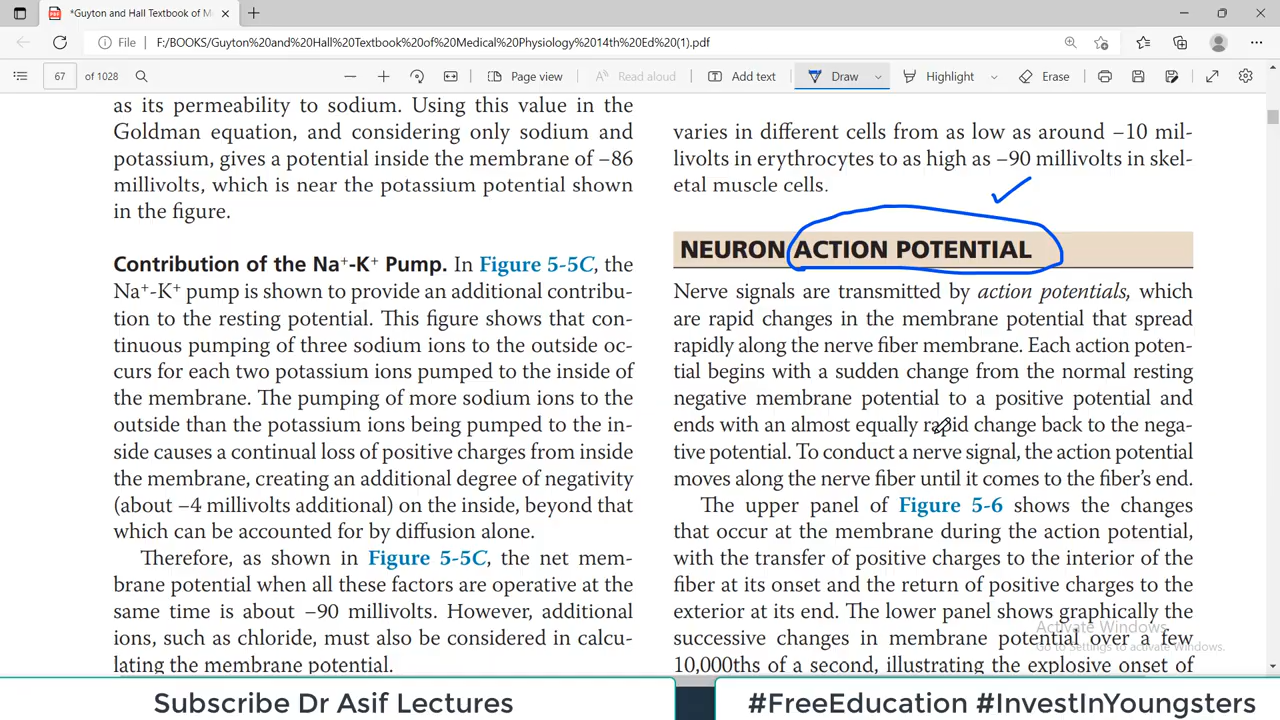 *Guyton and Hall Textbook of M
File
F:/BOOKS/Guyton%20and%20Hall%20Textbook%20of%20Medical%20Physiology%2014th%20Ed%20(1).pdf
67 of 1028
Page view
Read aloud
Add text
Draw
Highlight
Erase
as its permeability to sodium. Using this value in the
Goldman equation, and considering only sodium and
potassium, gives a potential inside the membrane of −86
millivolts, which is near the potassium potential shown
in the figure.
Contribution of the Na⁺-K⁺ Pump. In Figure 5-5C, the
Na⁺-K⁺ pump is shown to provide an additional contribu-
tion to the resting potential. This figure shows that con-
tinuous pumping of three sodium ions to the outside oc-
curs for each two potassium ions pumped to the inside of
the membrane. The pumping of more sodium ions to the
outside than the potassium ions being pumped to the in-
side causes a continual loss of positive charges from inside
the membrane, creating an additional degree of negativity
(about −4 millivolts additional) on the inside, beyond that
which can be accounted for by diffusion alone.
Therefore, as shown in Figure 5-5C, the net mem-
brane potential when all these factors are operative at the
same time is about −90 millivolts. However, additional
ions, such as chloride, must also be considered in calcu-
lating the membrane potential.
varies in different cells from as low as around −10 mil-
livolts in erythrocytes to as high as −90 millivolts in skel-
etal muscle cells.
NEURON ACTION POTENTIAL
Nerve signals are transmitted by action potentials, which
are rapid changes in the membrane potential that spread
rapidly along the nerve fiber membrane. Each action poten-
tial begins with a sudden change from the normal resting
negative membrane potential to a positive potential and
ends with an almost equally rapid change back to the nega-
tive potential. To conduct a nerve signal, the action potential
moves along the nerve fiber until it comes to the fiber's end.
The upper panel of Figure 5-6 shows the changes
that occur at the membrane during the action potential,
with the transfer of positive charges to the interior of the
fiber at its onset and the return of positive charges to the
exterior at its end. The lower panel shows graphically the
successive changes in membrane potential over a few
10,000ths of a second, illustrating the explosive onset of
Activate Windows
Go to Settings to activate Windows.
Subscribe Dr Asif Lectures
#FreeEducation #InvestInYoungsters